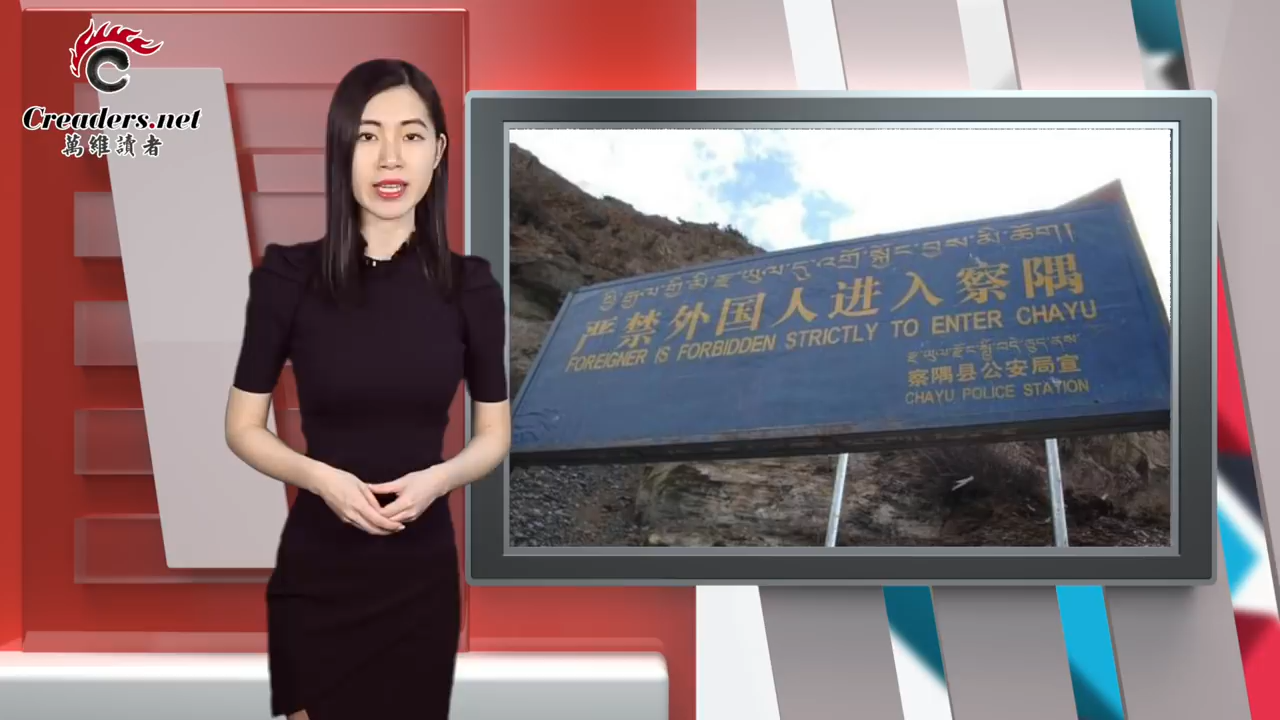 Creaders.net
萬維讀者
严禁外国人进入察隅
FOREIGNER IS FORBIDDEN STRICTLY TO ENTER CHAYU
察隅县公安局宣
CHAYU POLICE STATION